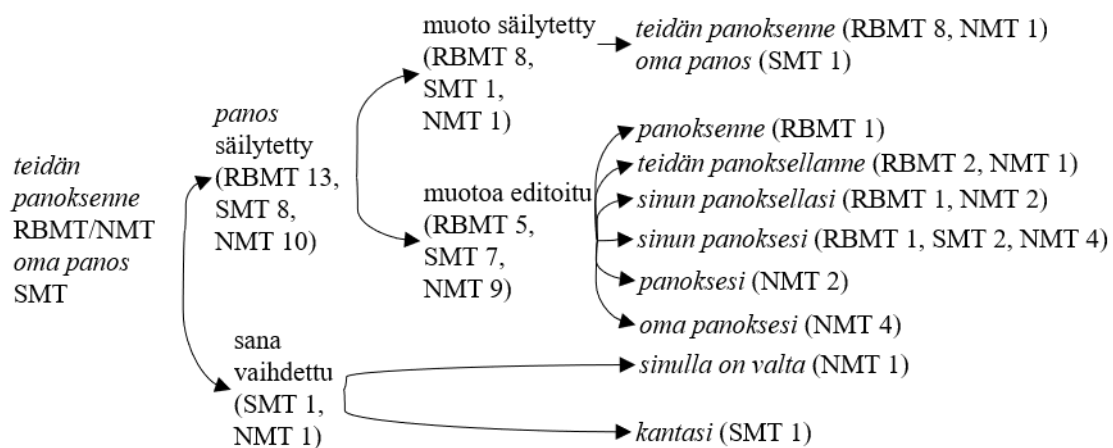 teidän
panoksenne
RBMT/NMT
oma panos
SMT
panos
säilytetty
(RBMT 13,
SMT 8,
NMT 10)
sana
vaihdettu
(SMT 1,
NMT 1)
muoto säilytetty
(RBMT 8,
SMT 1,
NMT 1)
muotoa editoitu
(RBMT 5,
SMT 7,
NMT 9)
teidän panoksenne (RBMT 8, NMT 1)
oma panos (SMT 1)
panoksenne (RBMT 1)
teidän panoksellanne (RBMT 2, NMT 1)
sinun panoksellasi (RBMT 1, NMT 2)
sinun panoksesi (RBMT 1, SMT 2, NMT 4)
panoksesi (NMT 2)
oma panoksesi (NMT 4)
sinulla on valta (NMT 1)
kantasi (SMT 1)